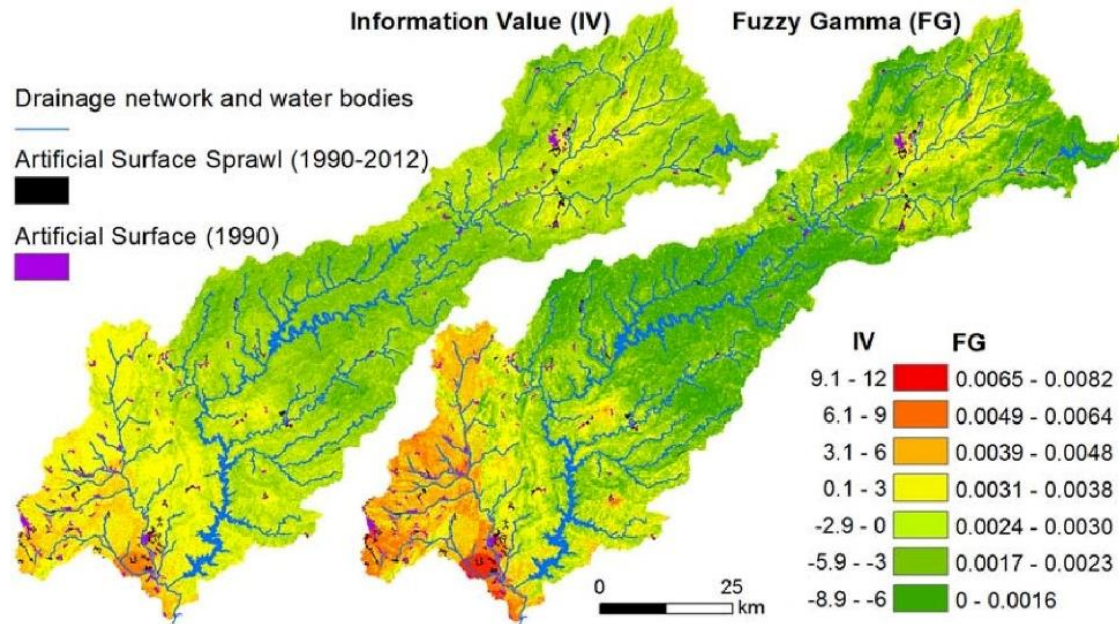 Information Value (IV) Fuzzy Gamma (FG)
Drainage network and water bodies
Artificial Surface Sprawl (1990-2012)
Artificial Surface (1990)
IV FG
9.1 - 12 0.0065 - 0.0082
6.1 - 9 0.0049 - 0.0064
3.1 - 6 0.0039 - 0.0048
0.1 - 3 0.0031 - 0.0038
-2.9 - 0 0.0024 - 0.0030
-5.9 - -3 0.0017 - 0.0023
-8.9 - -6 0 - 0.0016
0 25
km